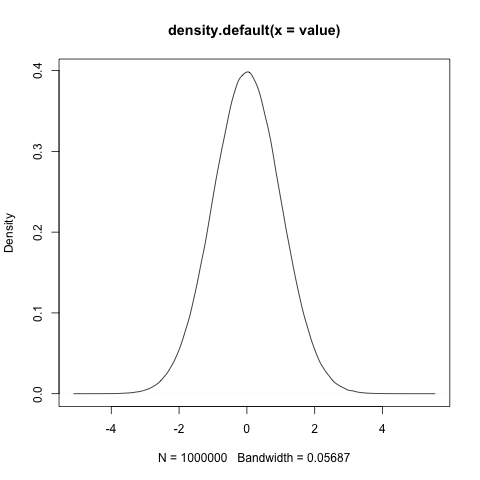 density.default(x = value)
Density
0.4
0.3
0.2
0.1
0.0
-4 -2 0 2 4
N = 1000000 Bandwidth = 0.05687